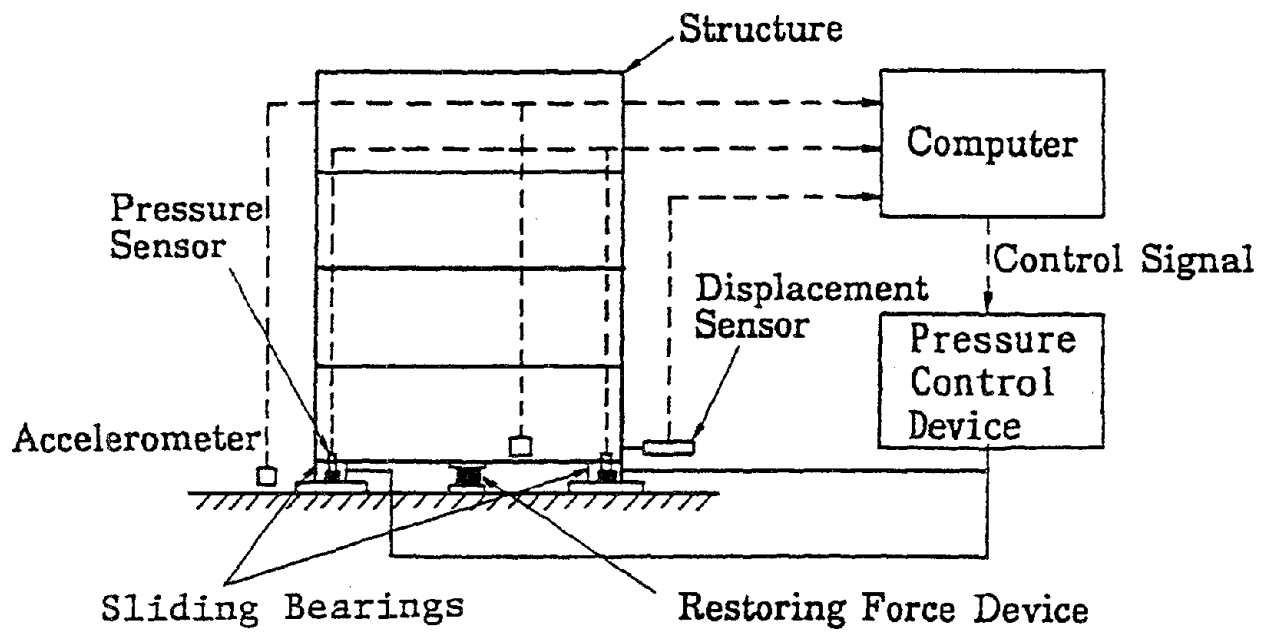 Structure
Computer
Pressure
Sensor
Control Signal
Displacement
Sensor
Pressure
Control
Device
Accelerometer
Sliding Bearings
Restoring Force Device